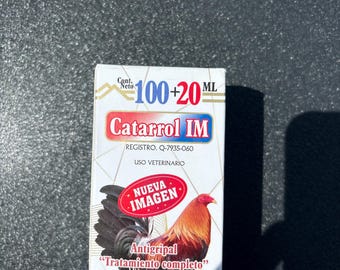 Cont.
Neto 100+20 ML
Catarrol IM
REGISTRO. Q-7935-060
USO VETERINARIO
NUEVA
IMAGEN
Antigripal
"Tratamiento completo"